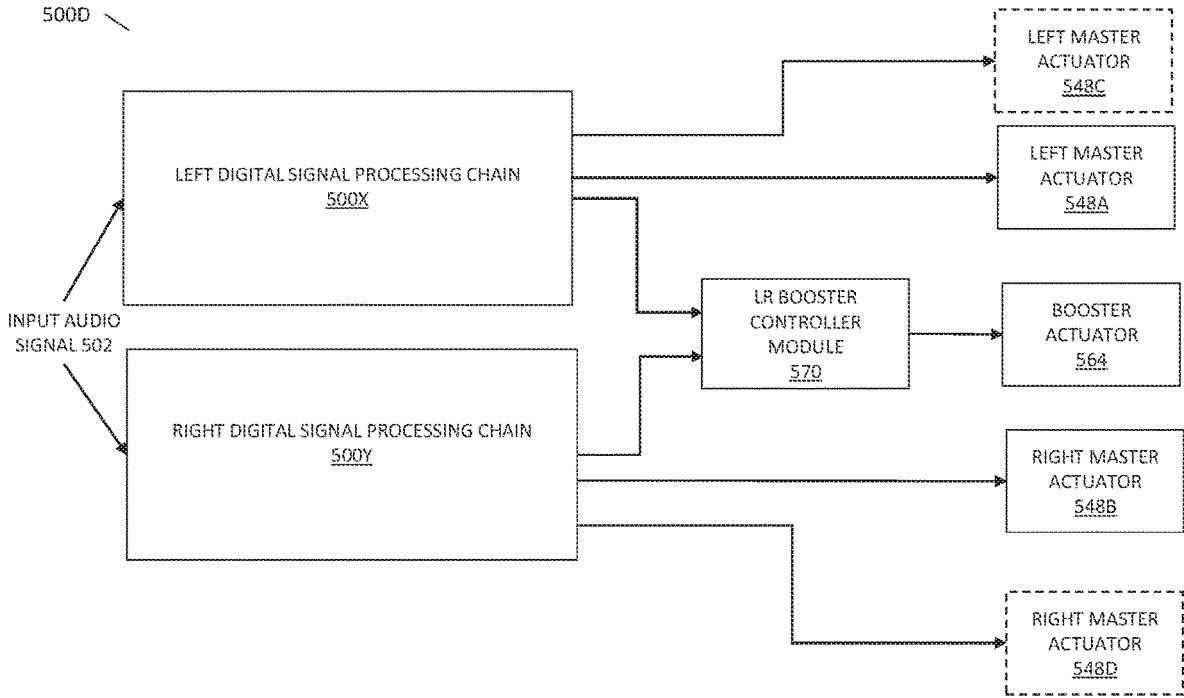 500D
LEFT MASTER
ACTUATOR
548C
LEFT DIGITAL SIGNAL PROCESSING CHAIN
500X
LEFT MASTER
ACTUATOR
548A
INPUT AUDIO
SIGNAL 502
LR BOOSTER
CONTROLLER
MODULE
570
BOOSTER
ACTUATOR
564
RIGHT DIGITAL SIGNAL PROCESSING CHAIN
500Y
RIGHT MASTER
ACTUATOR
548B
RIGHT MASTER
ACTUATOR
548D